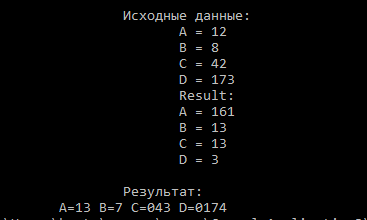 Исходные данные:
A = 12
B = 8
C = 42
D = 173
Result:
A = 161
B = 13
C = 13
D = 3
Результат:
A=13 B=7 C=043 D=0174